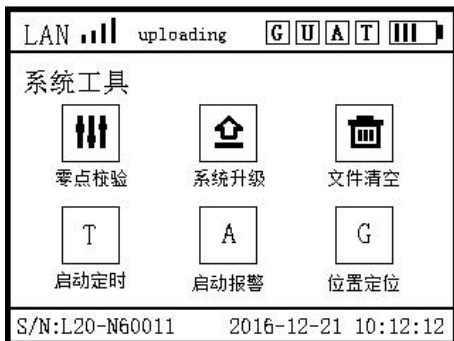 LAN uploading G U A T
系统工具
零点校验 系统升级 文件清空
T A G
启动定时 启动报警 位置定位
S/N:L20-N60011 2016-12-21 10:12:12